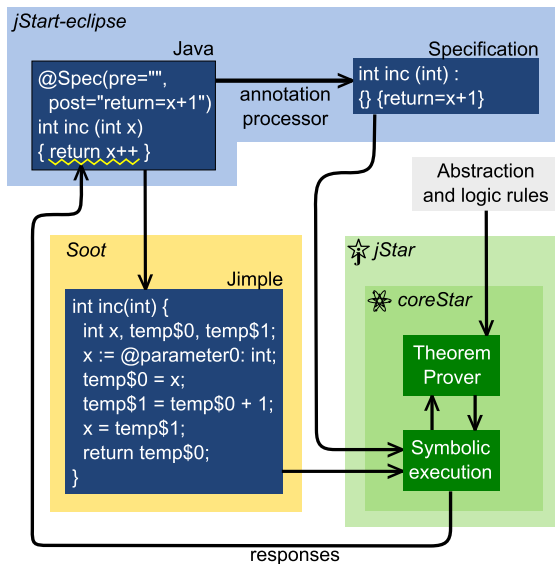 jStart-eclipse
Java
@Spec(pre="",
post="return=x+1")
int inc (int x)
{ return x++ }
annotation
processor
Specification
int inc (int) :
{} {return=x+1}
Abstraction
and logic rules
Soot
Jimple
int inc(int) {
int x, temp$0, temp$1;
x := @parameter0: int;
temp$0 = x;
temp$1 = temp$0 + 1;
x = temp$1;
return temp$0;
}
jStar
coreStar
Theorem
Prover
Symbolic
execution
responses